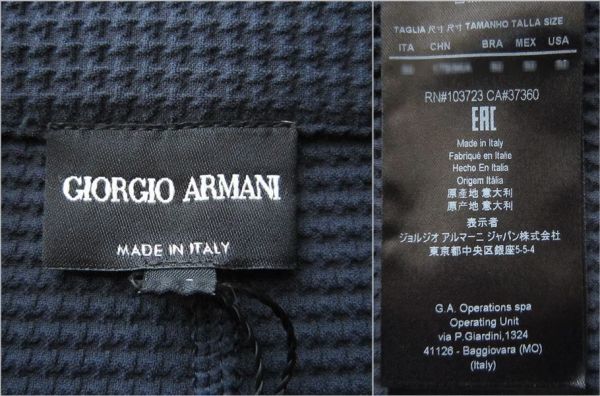 GIORGIO ARMANI
MADE IN ITALY
TAGLIA 尺寸 尺寸 TAMANHO TALLA SIZE
ITA CHN BRA MEX USA
RN#103723 CA#37360
EAC
Made in Italy
Fabriqué en Italie
Hecho En Italia
Origem Itália
原產地 意大利
原产地 意大利
表示者
ジョルジオ アルマーニ ジャパン株式会社
東京都中央区銀座5-5-4
G.A. Operations spa
Operating Unit
via P.Giardini,1324
41126 - Baggiovara (MO)
(Italy)